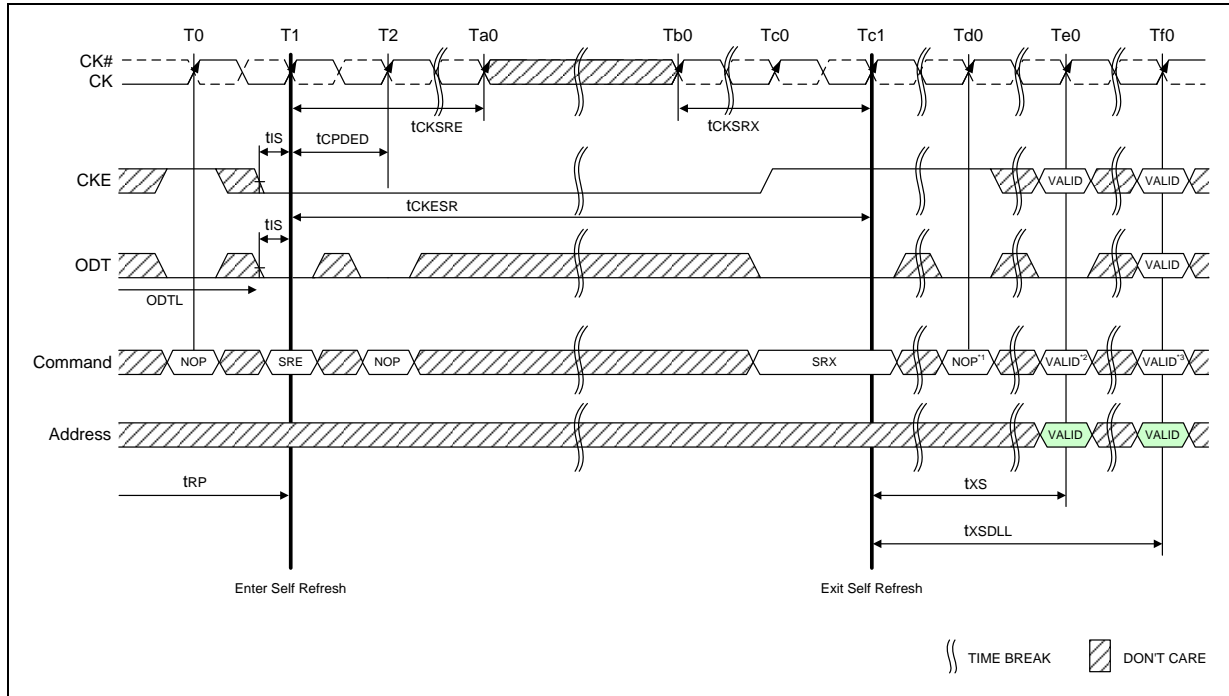 T0 T1 T2 Ta0 Tb0 Tc0 Tc1 Td0 Te0 Tf0
CK#
CK
tCKSRE tCKSRX
tIS tCPDED
CKE VALID VALID
tCKESR
tIS
ODT VALID
ODTL
Command NOP SRE NOP SRX NOP*1 VALID*2 VALID*3
Address VALID VALID
tRP tXS
tXSDLL
Enter Self Refresh Exit Self Refresh
TIME BREAK DON'T CARE